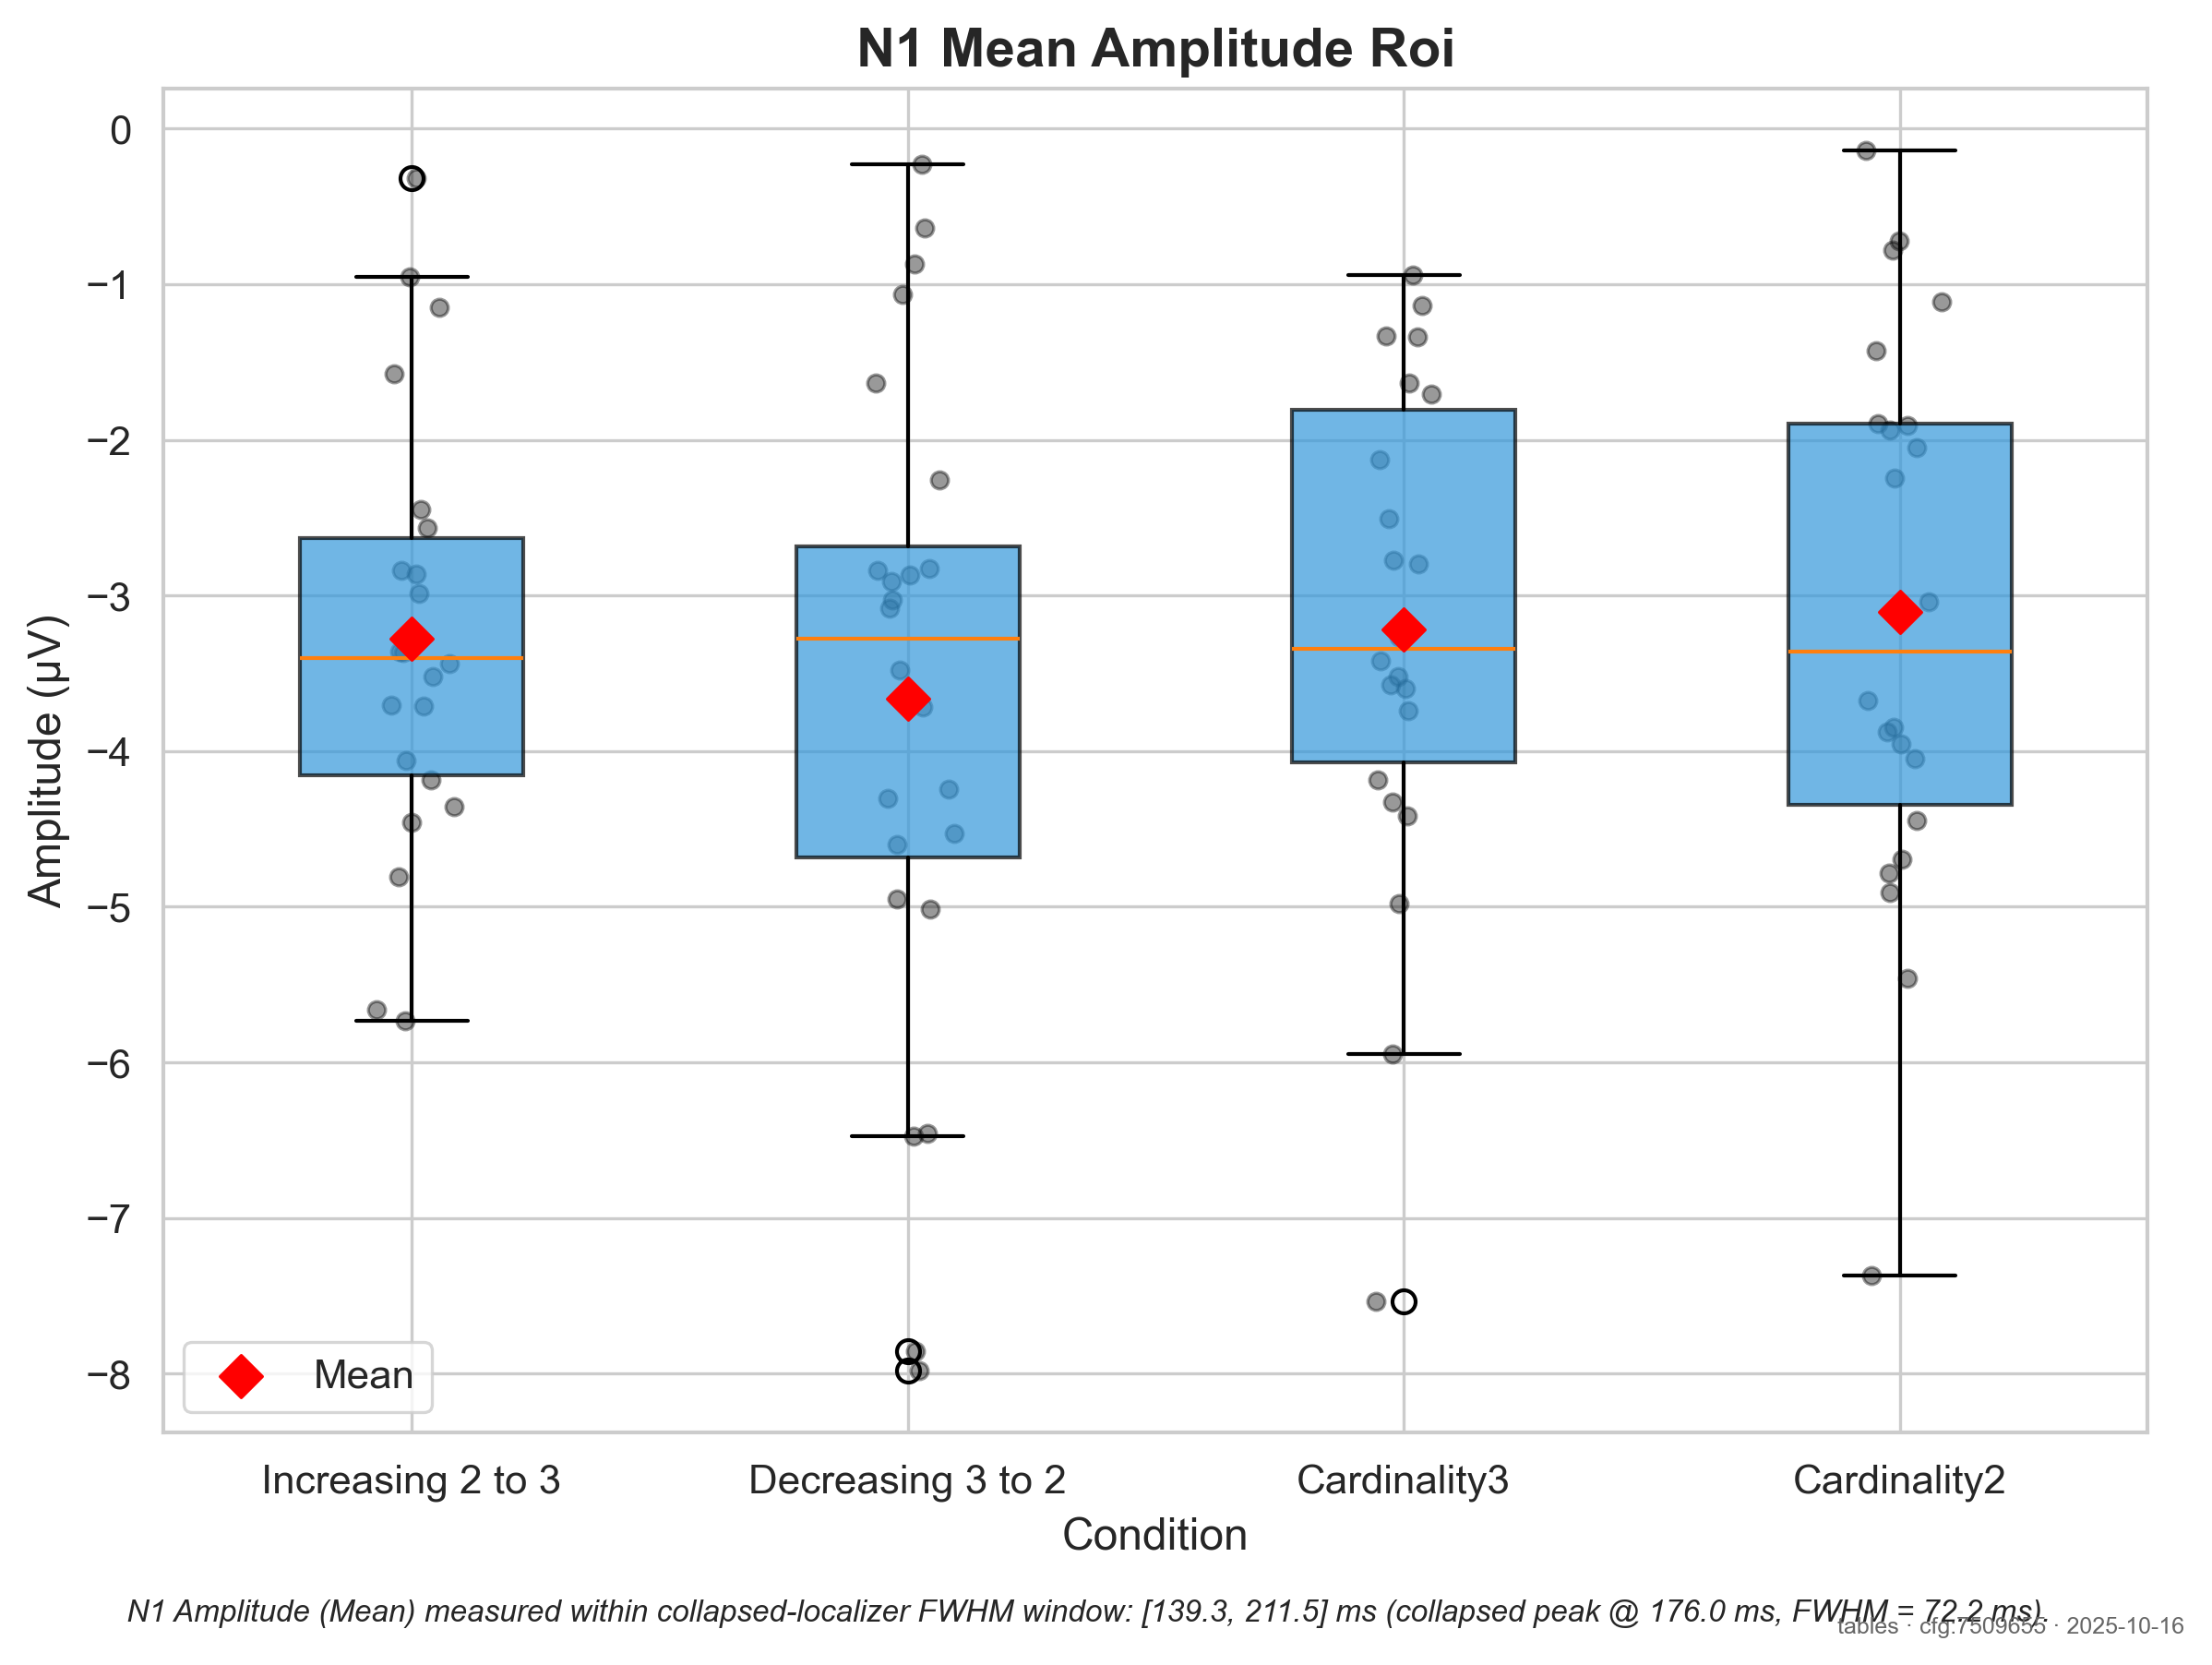 N1 Mean Amplitude Roi
0
−1
−2
−3
−4
−5
−6
−7
−8
Amplitude (µV)
Mean
Increasing 2 to 3
Decreasing 3 to 2
Cardinality3
Cardinality2
Condition
N1 Amplitude (Mean) measured within collapsed-localizer FWHM window: [139.3, 211.5] ms (collapsed peak @ 176.0 ms, FWHM = 72.2 ms).
tables · cfg:7509655 · 2025-10-16